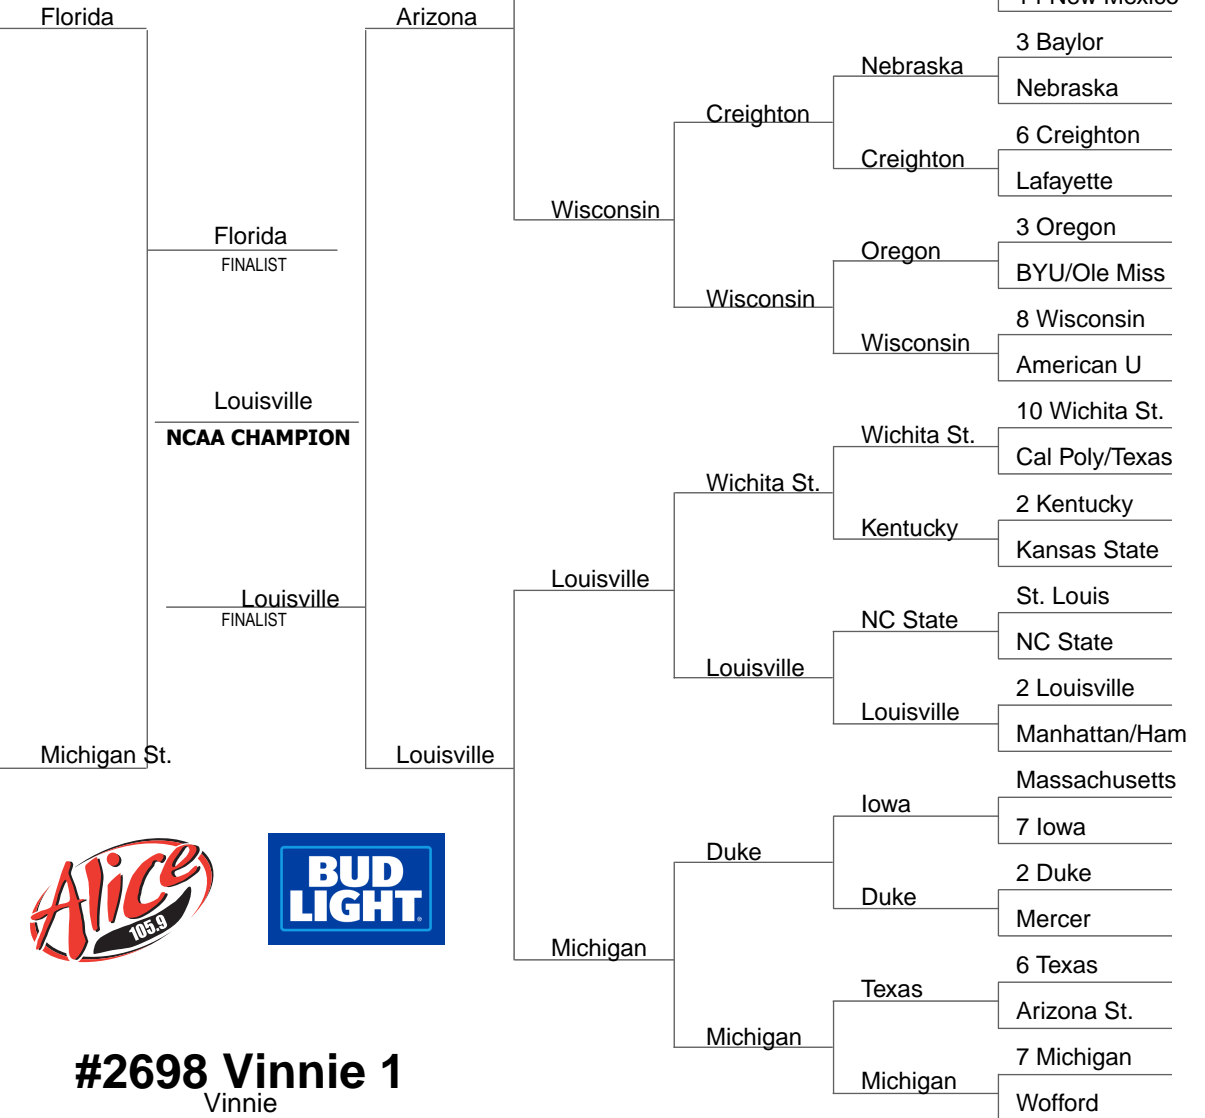 Florida
Arizona
3 Baylor
Nebraska
Nebraska
Creighton
6 Creighton
Creighton
Lafayette
Wisconsin
3 Oregon
Florida
Oregon
FINALIST
BYU/Ole Miss
Wisconsin
8 Wisconsin
Wisconsin
American U
Louisville
10 Wichita St.
NCAA CHAMPION
Wichita St.
Cal Poly/Texas
Wichita St.
2 Kentucky
Kentucky
Kansas State
Louisville
St. Louis
Louisville
FINALIST
NC State
NC State
Louisville
2 Louisville
Louisville
Manhattan/Ham
Michigan St.
Louisville
Massachusetts
Iowa
7 Iowa
Duke
2 Duke
Duke
Mercer
Michigan
6 Texas
Texas
Arizona St.
Michigan
7 Michigan
Michigan
Wofford
Alice
105.9
BUD
LIGHT
#2698 Vinnie 1
Vinnie